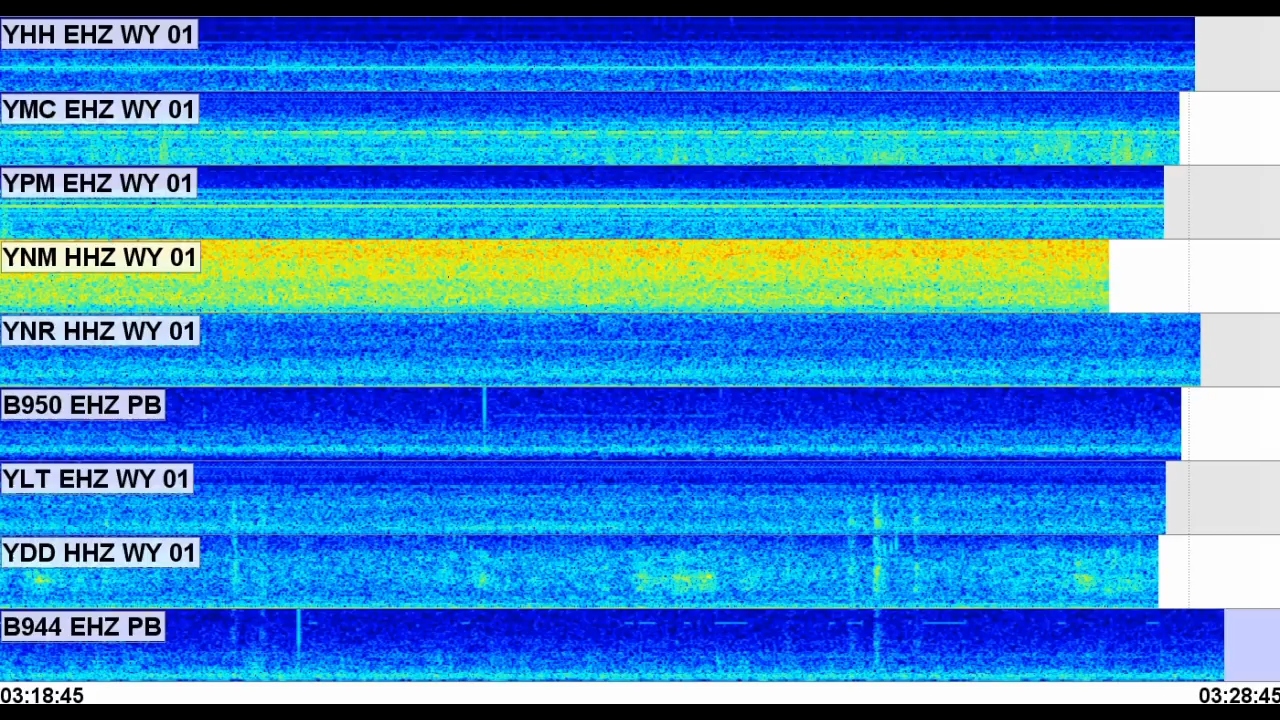 YHH EHZ WY 01
YMC EHZ WY 01
YPM EHZ WY 01
YNM HHZ WY 01
YNR HHZ WY 01
B950 EHZ PB
YLT EHZ WY 01
YDD HHZ WY 01
B944 EHZ PB
03:18:45 03:28:45